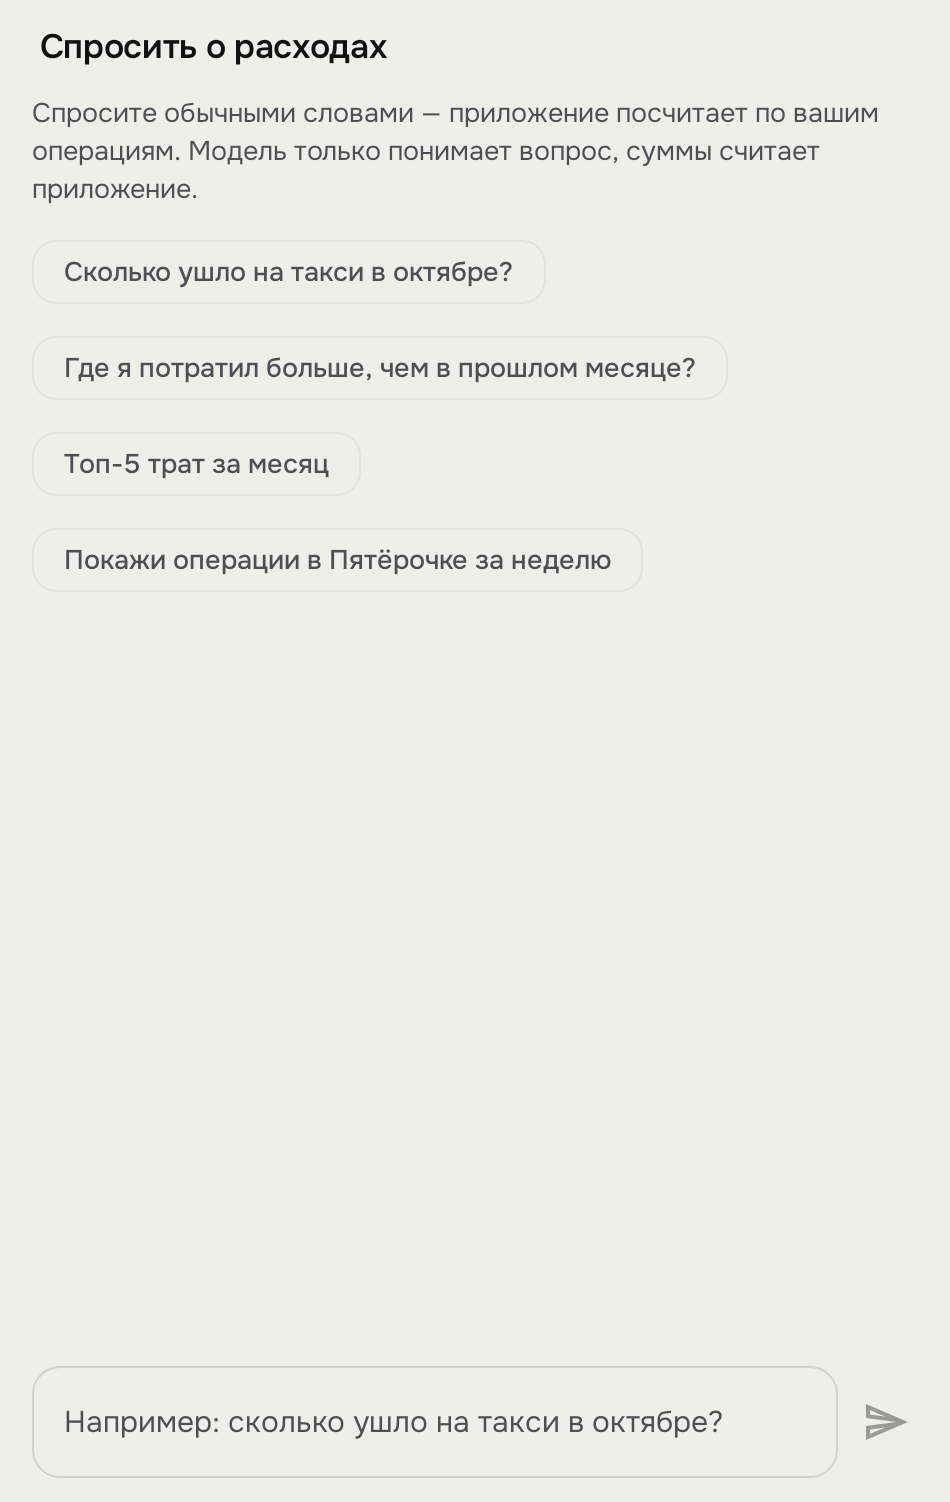 Спросить о расходах
Спросите обычными словами — приложение посчитает по вашим
операциям. Модель только понимает вопрос, суммы считает
приложение.
Сколько ушло на такси в октябре?
Где я потратил больше, чем в прошлом месяце?
Топ-5 трат за месяц
Покажи операции в Пятёрочке за неделю
Например: сколько ушло на такси в октябре?